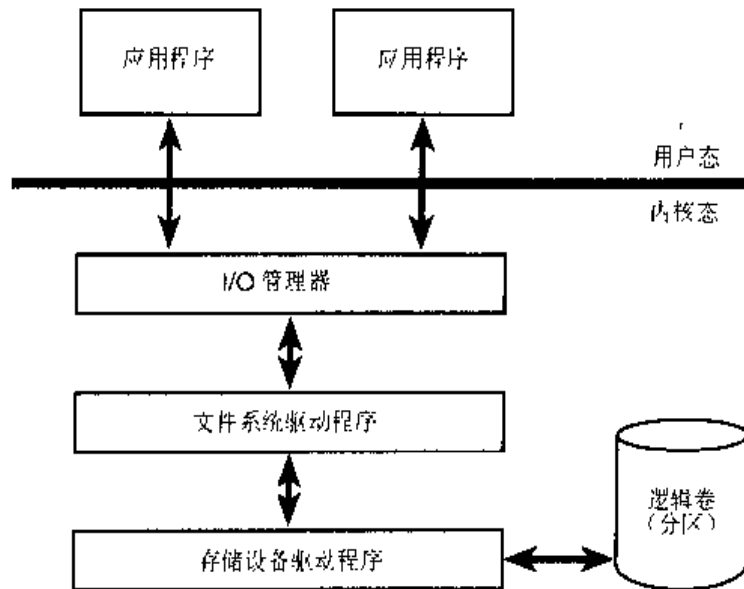 应用程序
应用程序
用户态
内核态
I/O 管理器
文件系统驱动程序
逻辑卷
(分区)
存储设备驱动程序